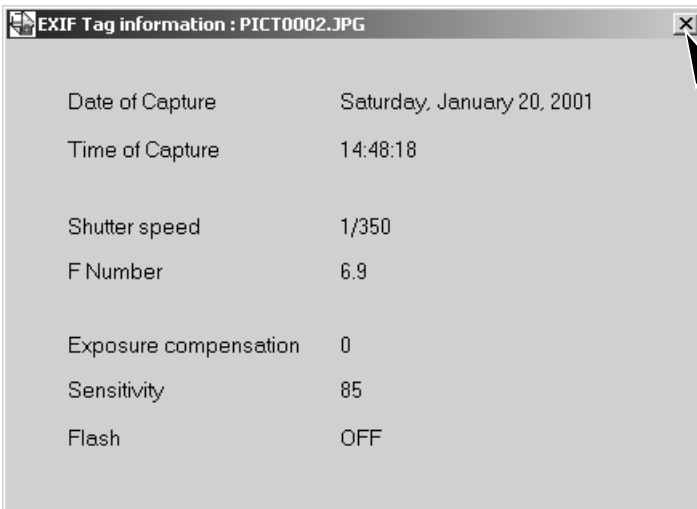 EXIF Tag information : PICT0002.JPG
Date of Capture Saturday, January 20, 2001
Time of Capture 14:48:18
Shutter speed 1/350
F Number 6.9
Exposure compensation 0
Sensitivity 85
Flash OFF